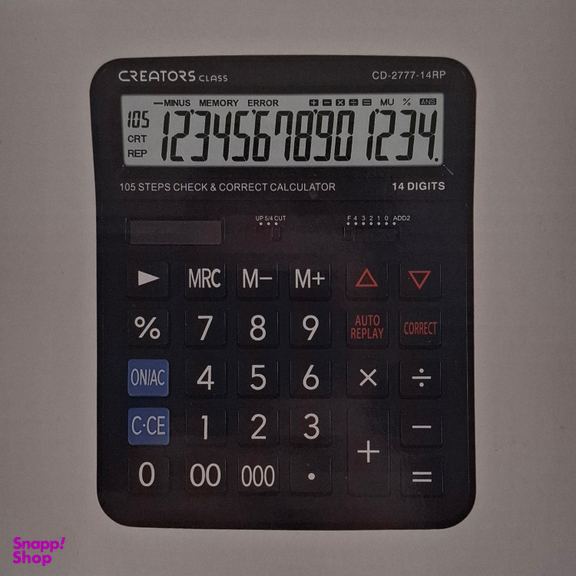 CREATORS CLASS CD-2777-14RP
MINUS MEMORY ERROR + - × ÷ = MU % ANS
105 12345678901234.
CRT
REP
105 STEPS CHECK & CORRECT CALCULATOR 14 DIGITS
UP 5/4 CUT F 4 3 2 1 0 ADD2
► MRC M− M+ △ ▽
% 7 8 9 AUTO REPLAY CORRECT
ON/AC 4 5 6 × ÷
C·CE 1 2 3 + −
0 00 000 · =
Snapp!
Shop